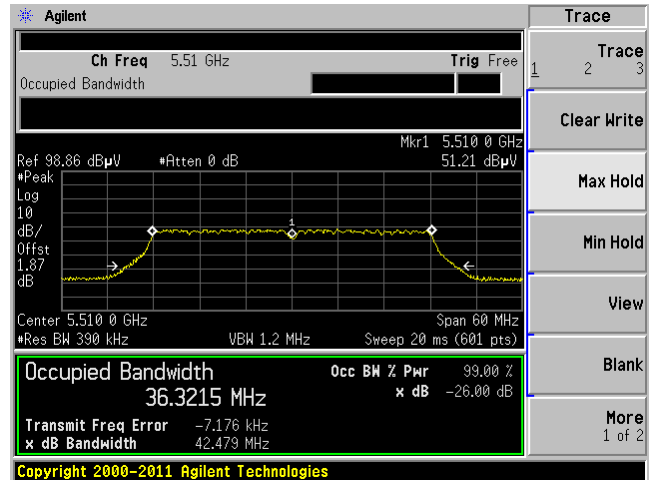 Agilent
Trace
Ch Freq 5.51 GHz Trig Free
Occupied Bandwidth
Trace
1 2 3
Clear Write
Max Hold
Min Hold
View
Blank
More
1 of 2
Mkr1 5.510 0 GHz
Ref 98.86 dBµV #Atten 0 dB 51.21 dBµV
#Peak
Log
10
dB/
Offst
1.87
dB
1
Center 5.510 0 GHz Span 60 MHz
#Res BW 390 kHz VBW 1.2 MHz Sweep 20 ms (601 pts)
Occupied Bandwidth Occ BW % Pwr 99.00 %
36.3215 MHz x dB -26.00 dB
Transmit Freq Error -7.176 kHz
x dB Bandwidth 42.479 MHz
Copyright 2000-2011 Agilent Technologies